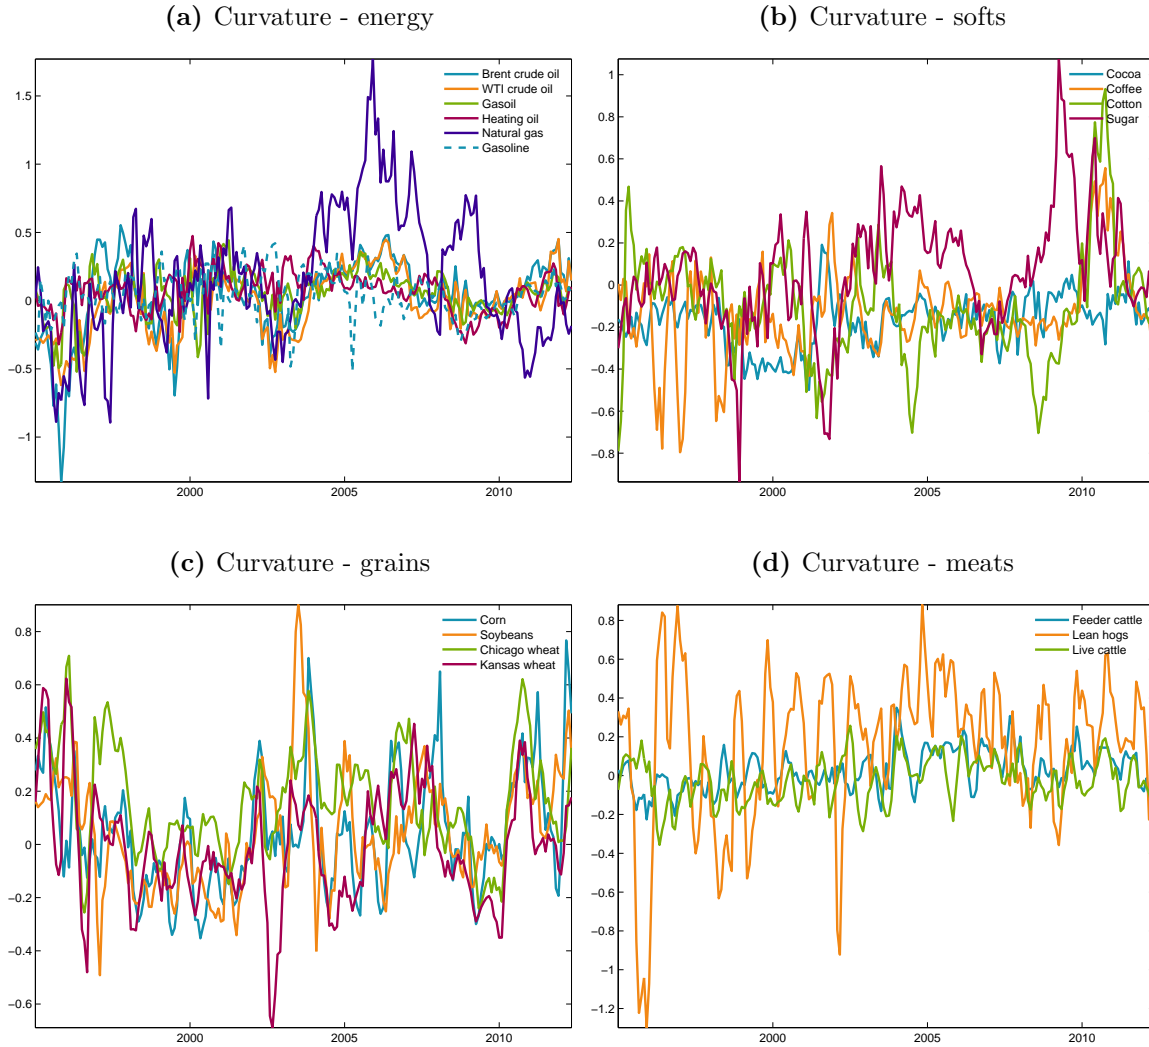 (a) Curvature - energy
1.5
1
0.5
0
−0.5
−1
2000 2005 2010
Brent crude oil
WTI crude oil
Gasoil
Heating oil
Natural gas
Gasoline
(b) Curvature - softs
1
0.8
0.6
0.4
0.2
0
−0.2
−0.4
−0.6
−0.8
2000 2005 2010
Cocoa
Coffee
Cotton
Sugar
(c) Curvature - grains
0.8
0.6
0.4
0.2
0
−0.2
−0.4
−0.6
2000 2005 2010
Corn
Soybeans
Chicago wheat
Kansas wheat
(d) Curvature - meats
0.8
0.6
0.4
0.2
0
−0.2
−0.4
−0.6
−0.8
−1
−1.2
2000 2005 2010
Feeder cattle
Lean hogs
Live cattle